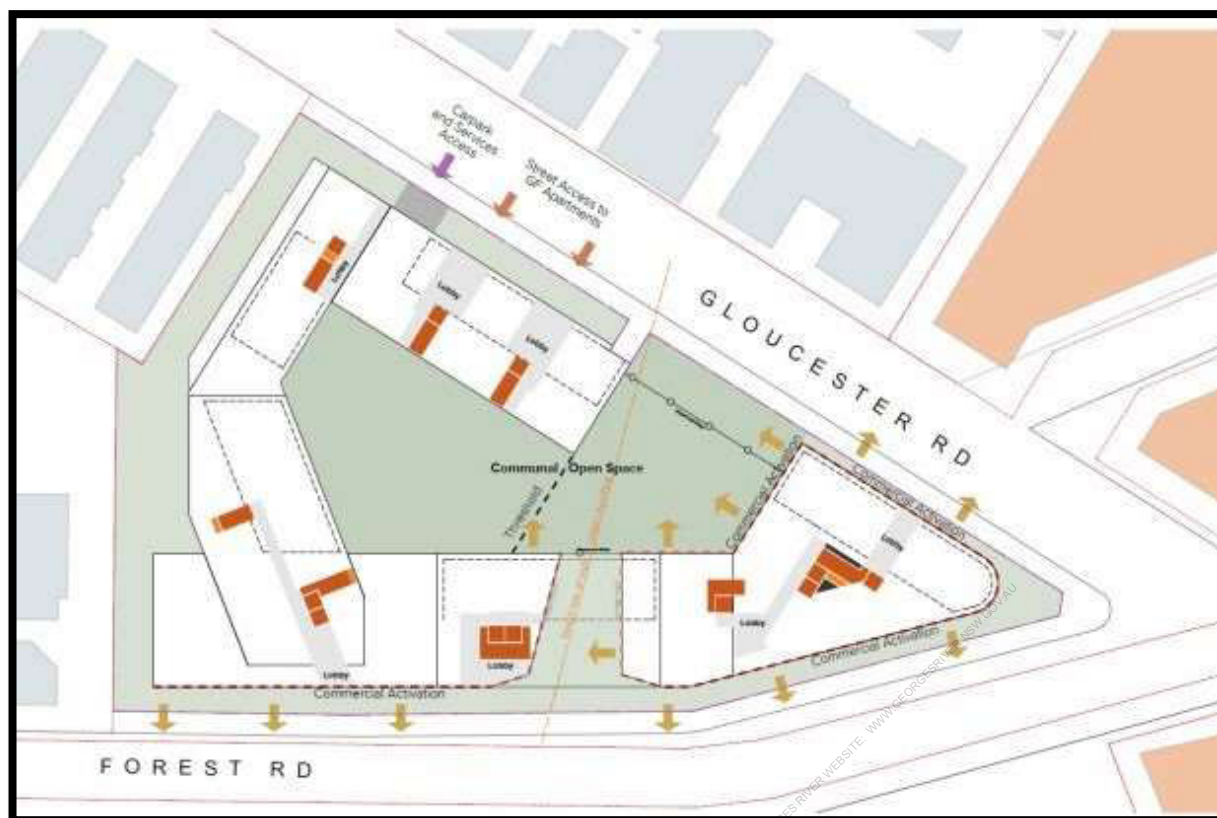 Carpark
and Services
Access
Street Access to
GF Apartments
GLOUCESTER RD
Lobby
Lobby
Lobby
Communal Open Space
Threshold
Commercial Activation
Commercial Activation
Lobby
Lobby
Lobby
Lobby
Commercial Activation
Commercial Activation
FOREST RD